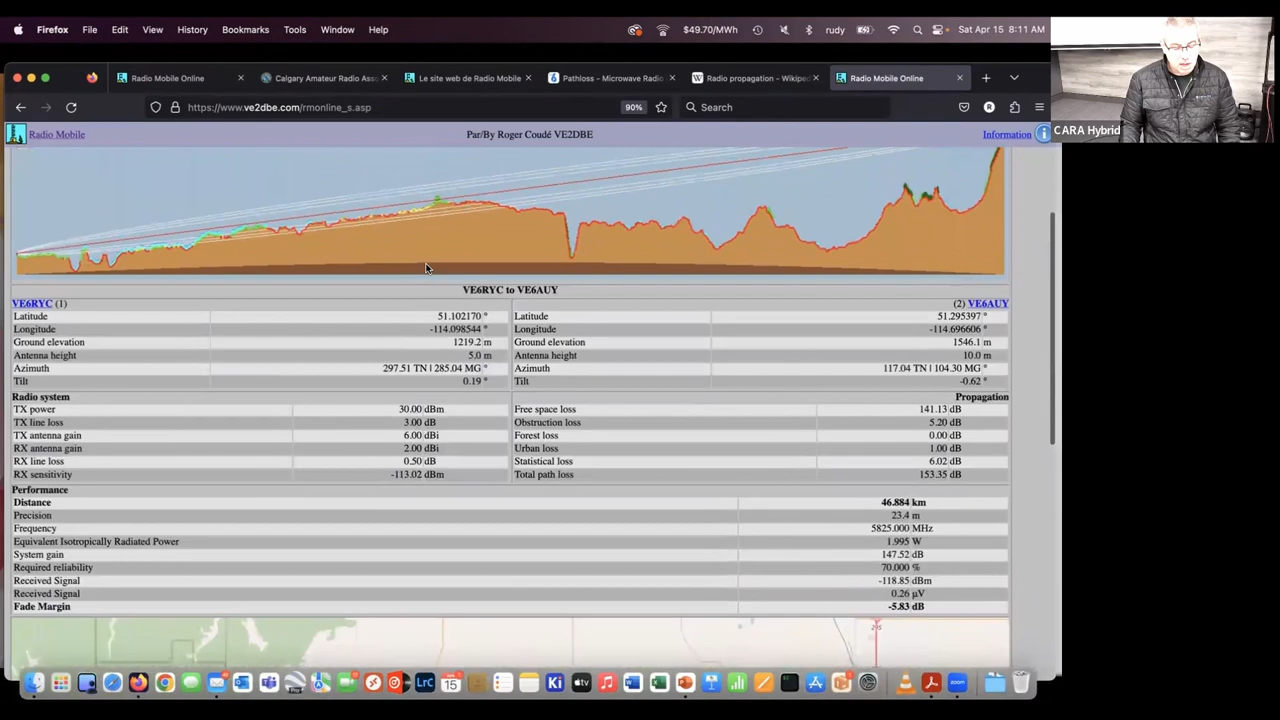 Firefox File Edit View History Bookmarks Tools Window Help $49.70/MWh rudy Sat Apr 15 8:11 AM
Radio Mobile Online Calgary Amateur Radio Ass Le site web de Radio Mobile Pathloss - Microwave Radio Radio propagation - Wikiped Radio Mobile Online
https://www.ve2dbe.com/rmonline_s.asp 90% Search
CARA Hybrid
Radio Mobile Par/By Roger Coudé VE2DBE Information
VE6RYC to VE6AUY
VE6RYC (1) (2) VE6AUY
Latitude 51.102170 ° Latitude 51.295397 °
Longitude -114.098544 ° Longitude -114.696606 °
Ground elevation 1219.2 m Ground elevation 1546.1 m
Antenna height 5.0 m Antenna height 10.0 m
Azimuth 297.51 TN | 285.04 MG ° Azimuth 117.04 TN | 104.30 MG °
Tilt 0.19 ° Tilt -0.62 °
Radio system Propagation
TX power 30.00 dBm Free space loss 141.13 dB
TX line loss 3.00 dB Obstruction loss 5.20 dB
TX antenna gain 6.00 dBi Forest loss 0.00 dB
RX antenna gain 2.00 dBi Urban loss 1.00 dB
RX line loss 0.50 dB Statistical loss 6.02 dB
RX sensitivity -113.02 dBm Total path loss 153.35 dB
Performance
Distance 46.884 km
Precision 23.4 m
Frequency 5825.000 MHz
Equivalent Isotropically Radiated Power 1.995 W
System gain 147.52 dB
Required reliability 70.000 %
Received Signal -118.85 dBm
Received Signal 0.26 µV
Fade Margin -5.83 dB
LrC 15 Ki tv zoom